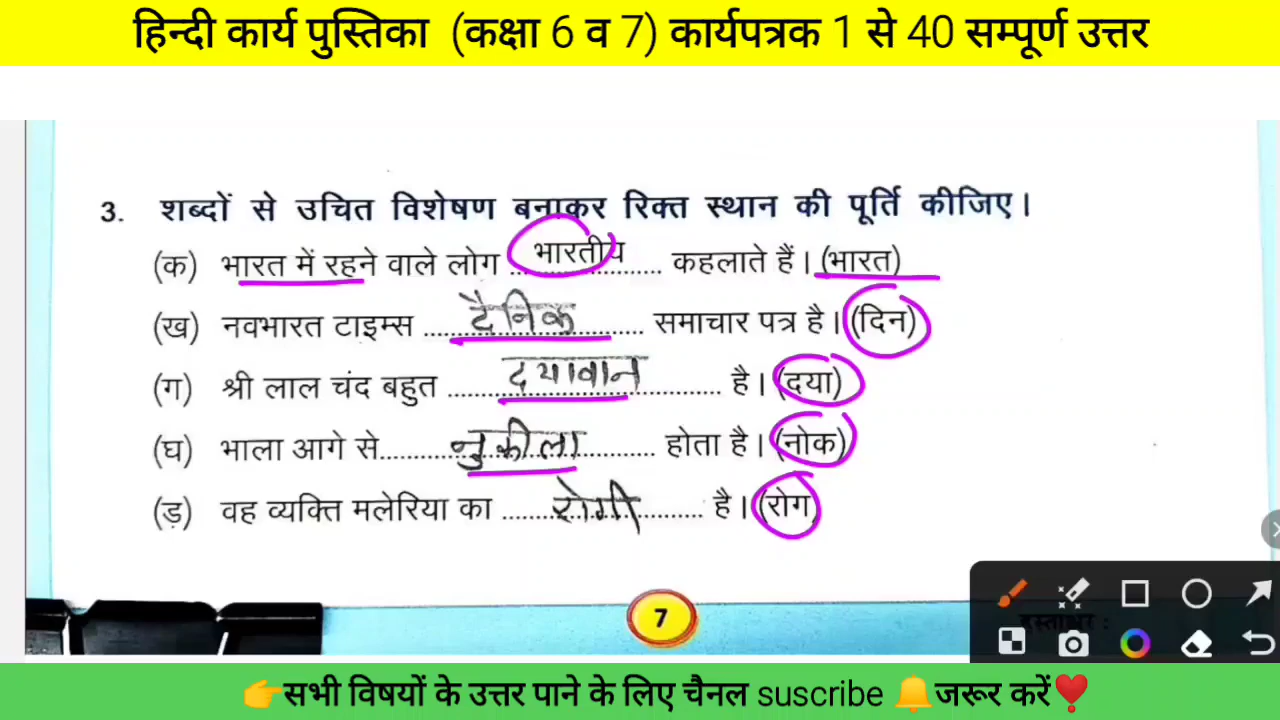 हिन्दी कार्य पुस्तिका (कक्षा 6 व 7) कार्यपत्रक 1 से 40 सम्पूर्ण उत्तर
3. शब्दों से उचित विशेषण बनाकर रिक्त स्थान की पूर्ति कीजिए।
(क) भारत में रहने वाले लोग भारतीय कहलाते हैं। (भारत)
(ख) नवभारत टाइम्स दैनिक समाचार पत्र है। (दिन)
(ग) श्री लाल चंद बहुत दयावान है। (दया)
(घ) भाला आगे से नुकीला होता है। (नोक)
(ड़) वह व्यक्ति मलेरिया का रोगी है। (रोग)
7
हस्ताक्षर :
👉सभी विषयों के उत्तर पाने के लिए चैनल suscribe 🔔जरूर करें❣️